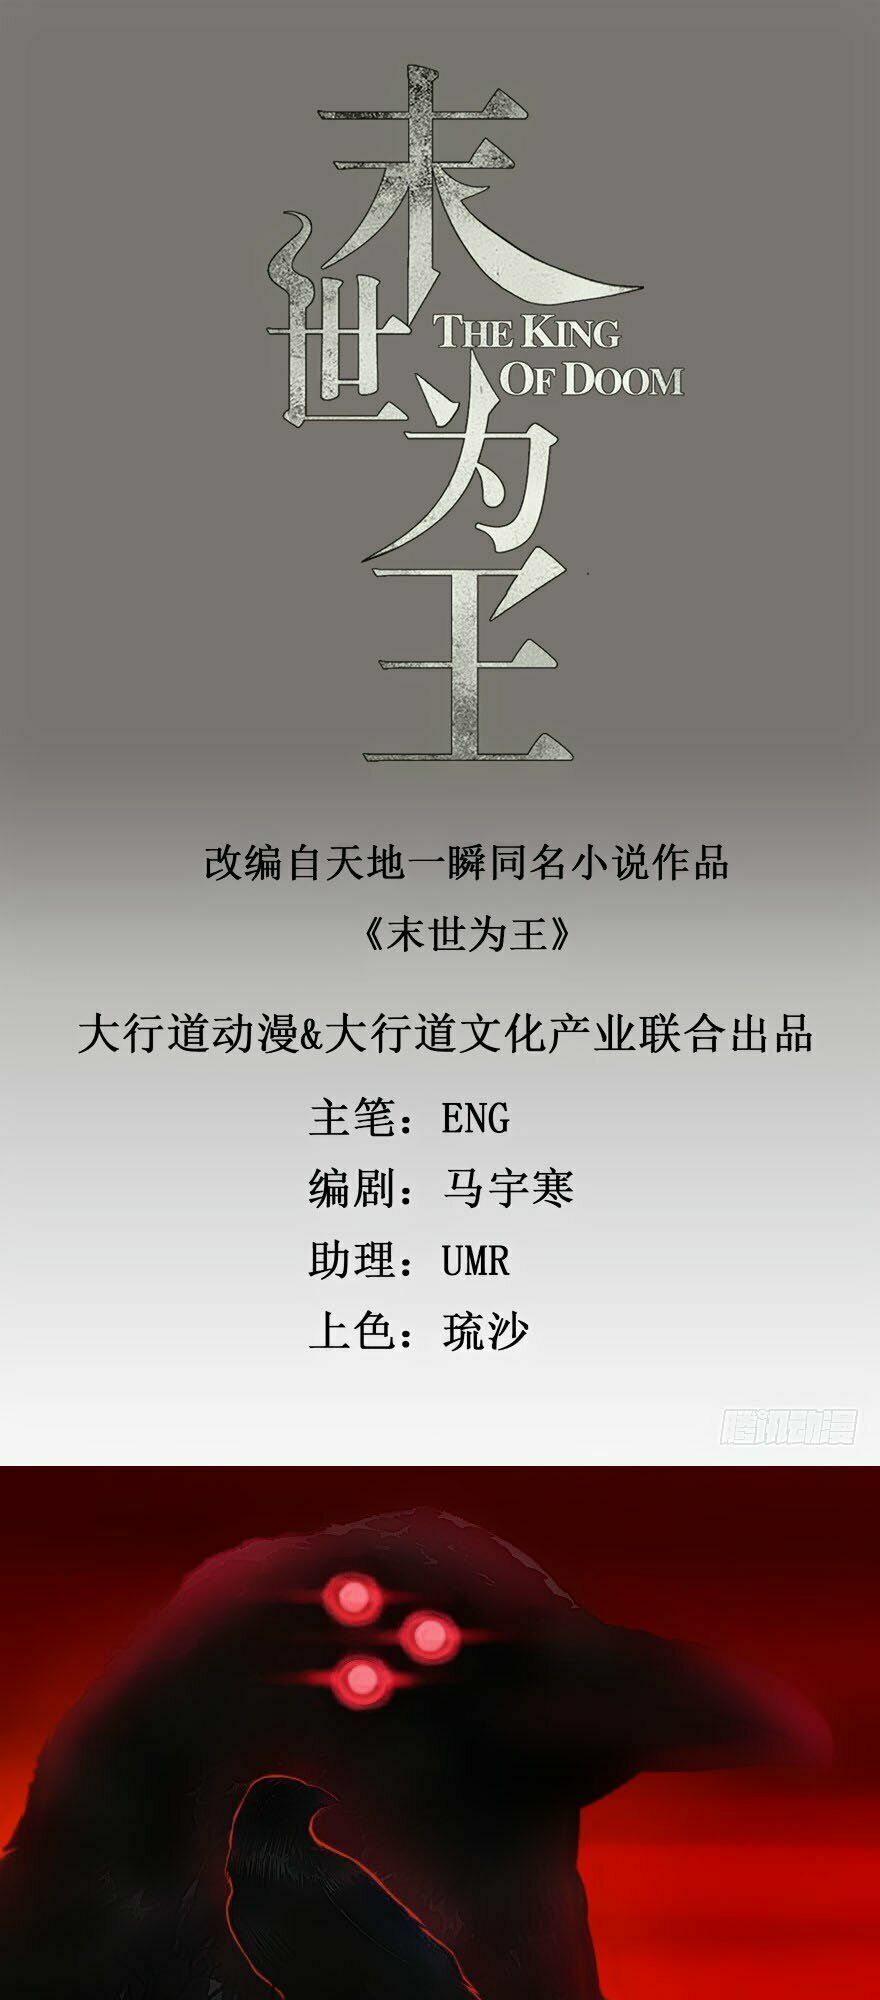 末世为王
THE KING
OF DOOM
改编自天地一瞬同名小说作品
《末世为王》
大行道动漫&大行道文化产业联合出品
主笔：ENG
编剧：马宇寒
助理：UMR
上色：琉沙
腾讯动漫